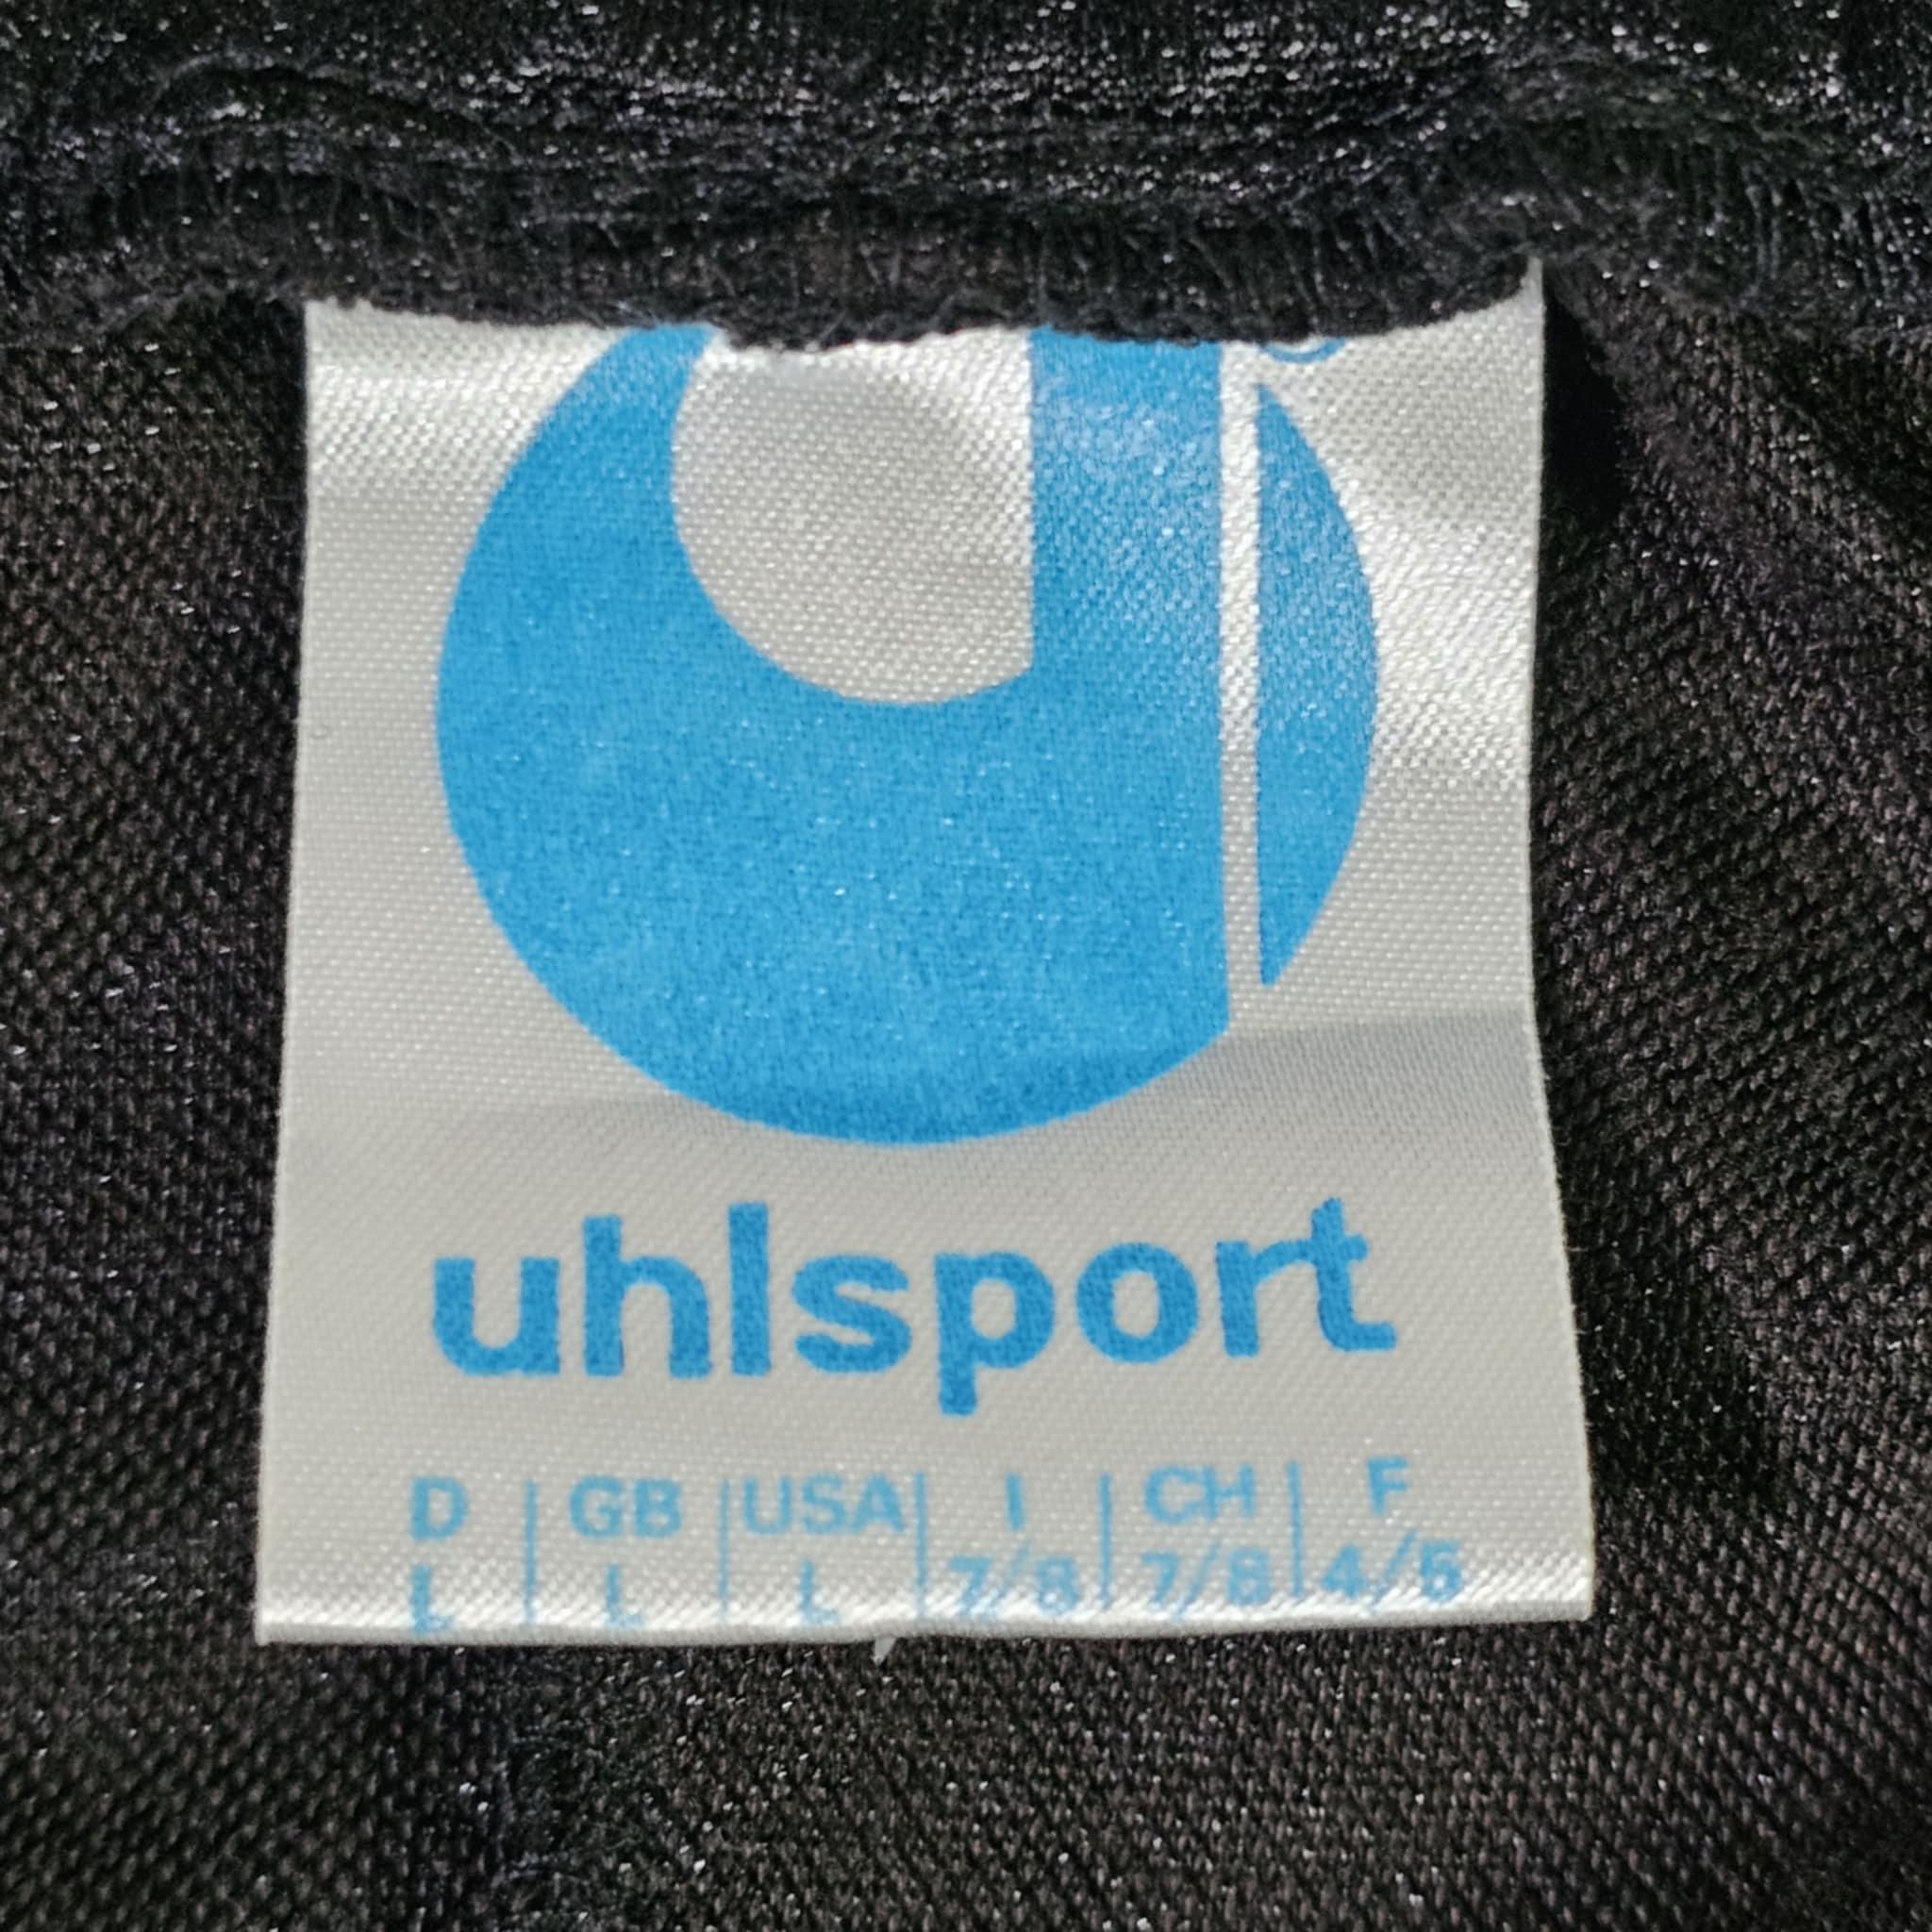 uhlsport
D | GB | USA | I | CH | F
L | L | L | 7/8 | 7/8 | 4/5